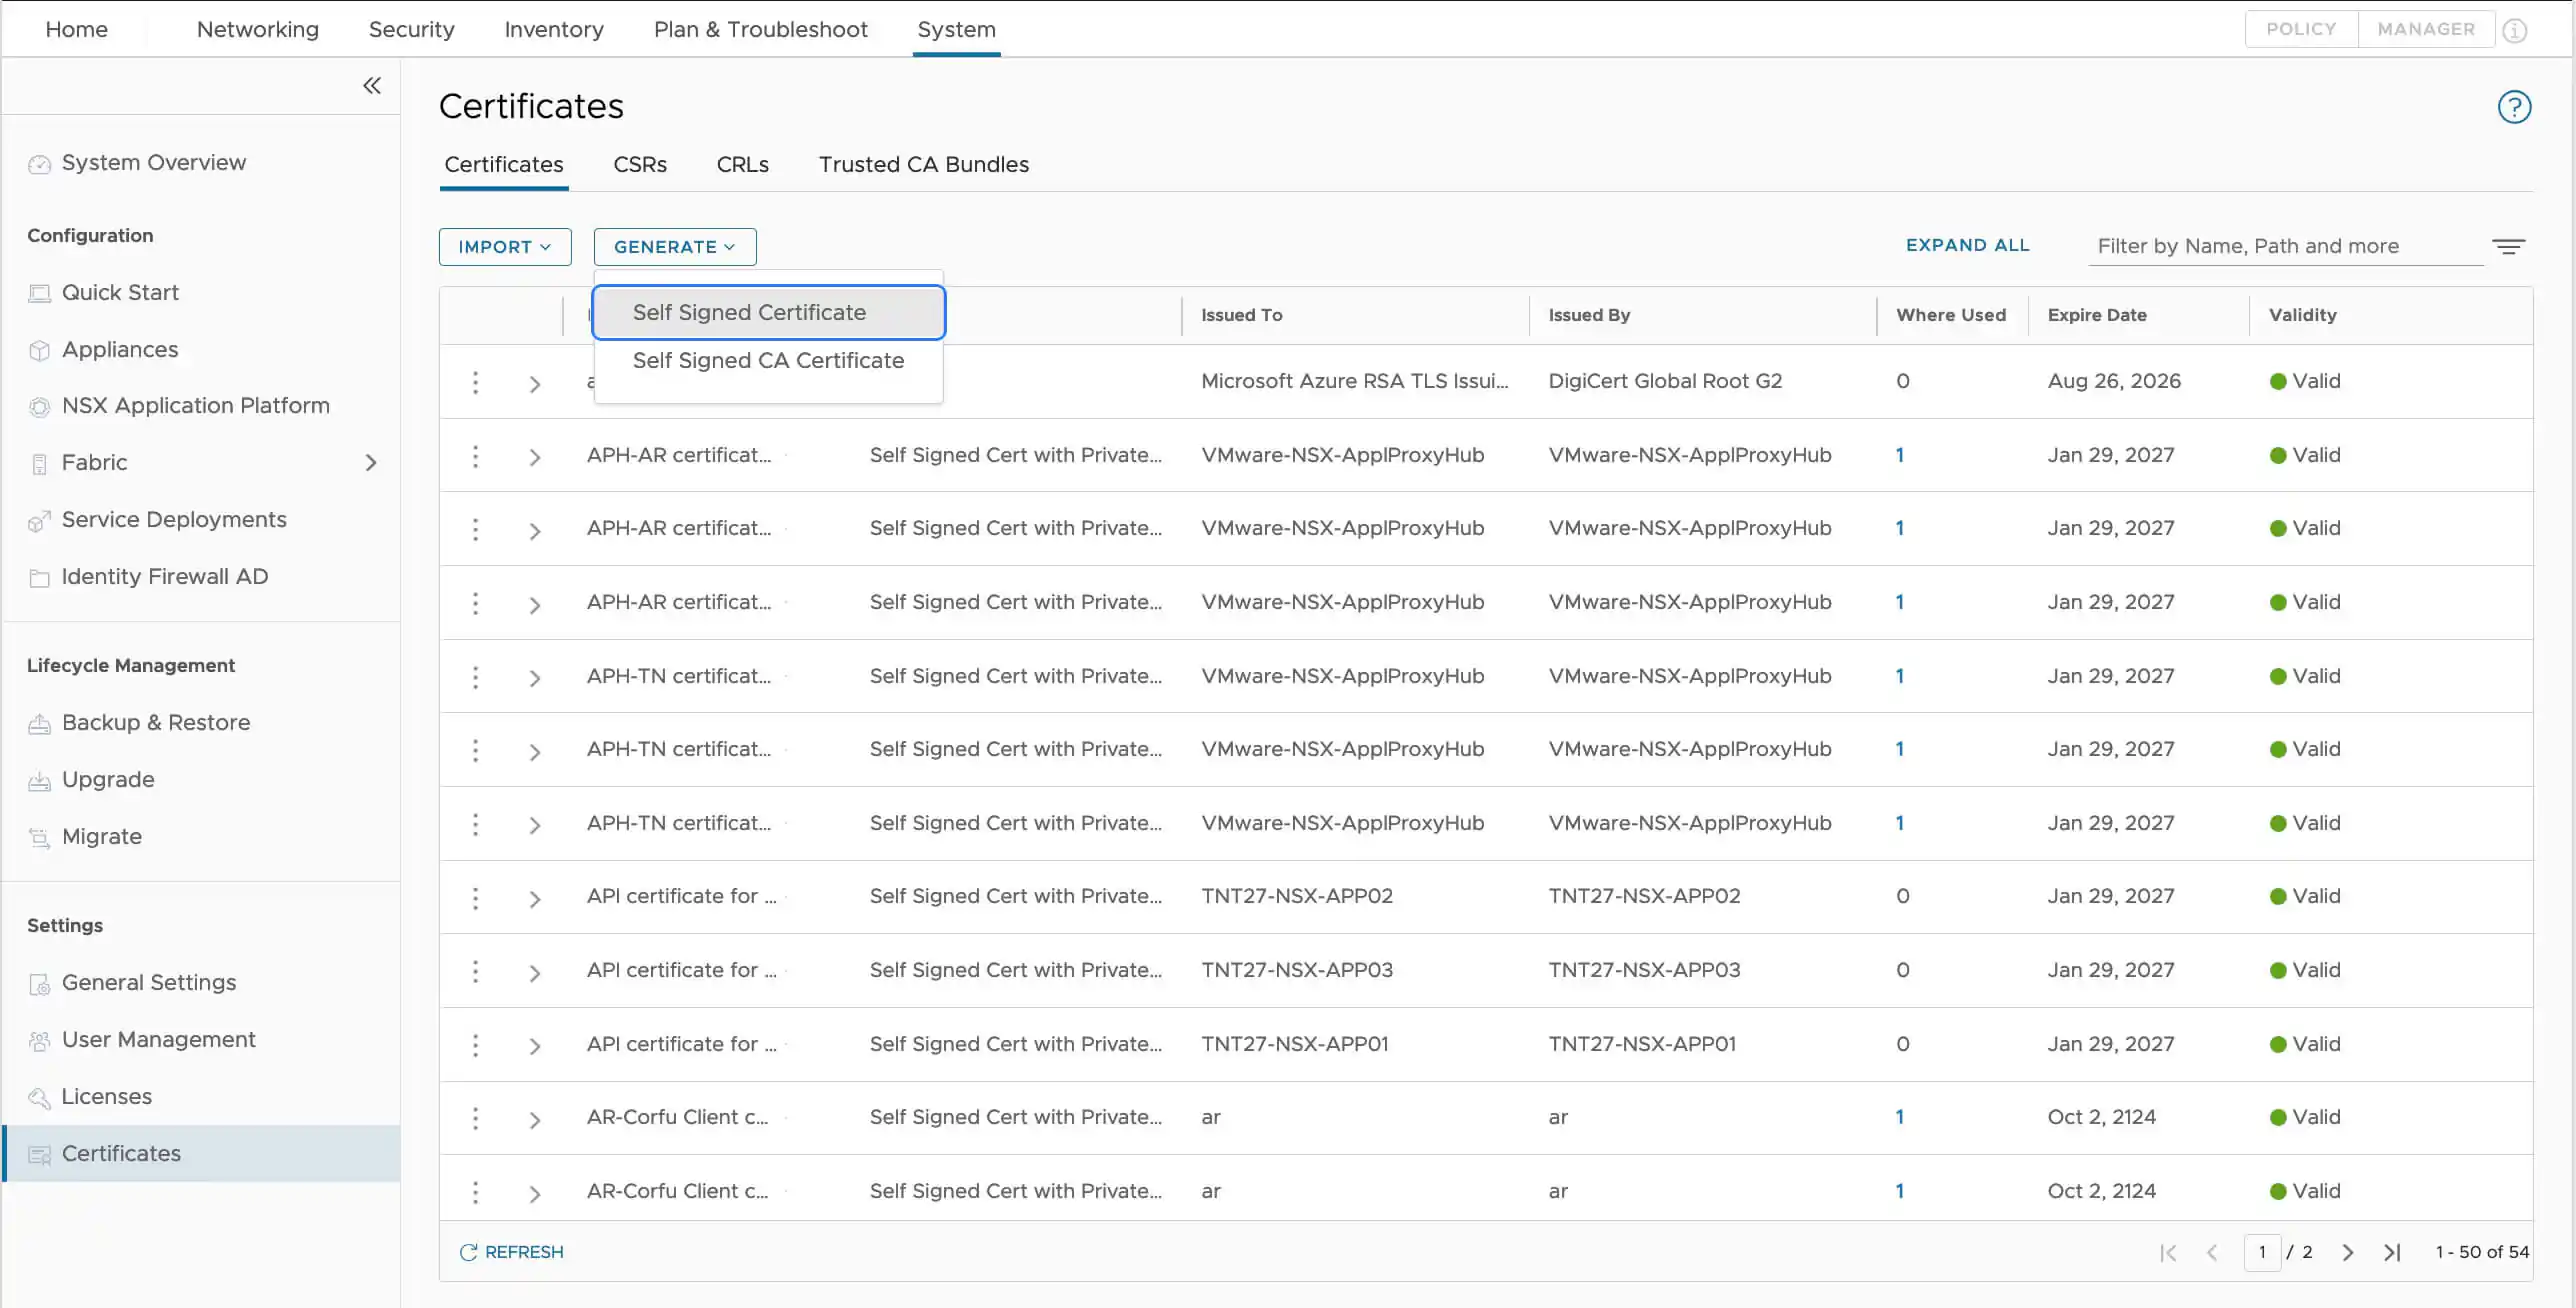 Home Networking Security Inventory Plan & Troubleshoot System POLICY MANAGER
Certificates
Certificates CSRs CRLs Trusted CA Bundles
System Overview
Configuration
Quick Start
Appliances
NSX Application Platform
Fabric
Service Deployments
Identity Firewall AD
Lifecycle Management
Backup & Restore
Upgrade
Migrate
Settings
General Settings
User Management
Licenses
Certificates
IMPORT GENERATE EXPAND ALL Filter by Name, Path and more
Self Signed Certificate
Self Signed CA Certificate
Issued To Issued By Where Used Expire Date Validity
Microsoft Azure RSA TLS Issui... DigiCert Global Root G2 0 Aug 26, 2026 Valid
APH-AR certificat... Self Signed Cert with Private... VMware-NSX-ApplProxyHub VMware-NSX-ApplProxyHub 1 Jan 29, 2027 Valid
APH-AR certificat... Self Signed Cert with Private... VMware-NSX-ApplProxyHub VMware-NSX-ApplProxyHub 1 Jan 29, 2027 Valid
APH-AR certificat... Self Signed Cert with Private... VMware-NSX-ApplProxyHub VMware-NSX-ApplProxyHub 1 Jan 29, 2027 Valid
APH-TN certificat... Self Signed Cert with Private... VMware-NSX-ApplProxyHub VMware-NSX-ApplProxyHub 1 Jan 29, 2027 Valid
APH-TN certificat... Self Signed Cert with Private... VMware-NSX-ApplProxyHub VMware-NSX-ApplProxyHub 1 Jan 29, 2027 Valid
APH-TN certificat... Self Signed Cert with Private... VMware-NSX-ApplProxyHub VMware-NSX-ApplProxyHub 1 Jan 29, 2027 Valid
API certificate for ... Self Signed Cert with Private... TNT27-NSX-APP02 TNT27-NSX-APP02 0 Jan 29, 2027 Valid
API certificate for ... Self Signed Cert with Private... TNT27-NSX-APP03 TNT27-NSX-APP03 0 Jan 29, 2027 Valid
API certificate for ... Self Signed Cert with Private... TNT27-NSX-APP01 TNT27-NSX-APP01 0 Jan 29, 2027 Valid
AR-Corfu Client c... Self Signed Cert with Private... ar ar 1 Oct 2, 2124 Valid
AR-Corfu Client c... Self Signed Cert with Private... ar ar 1 Oct 2, 2124 Valid
REFRESH 1 / 2 1 - 50 of 54